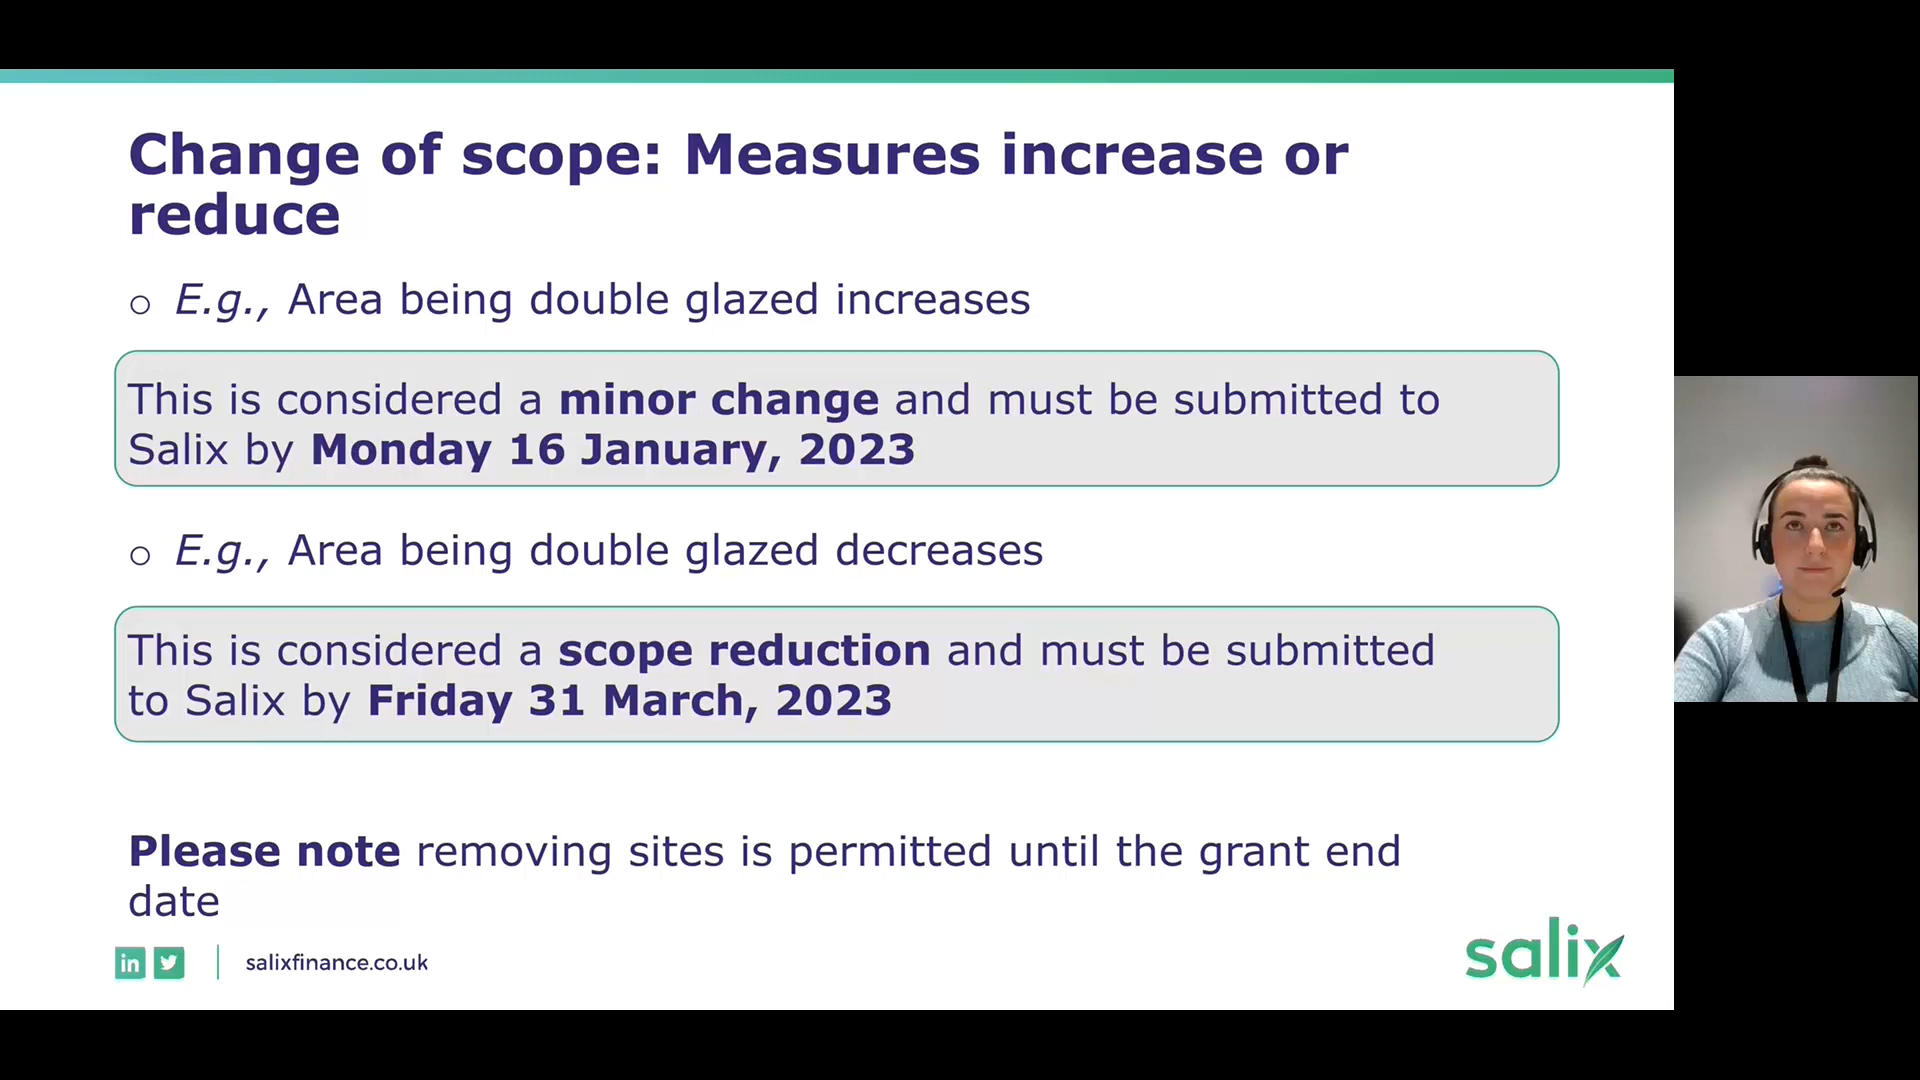 Change of scope: Measures increase or
reduce
o E.g., Area being double glazed increases
This is considered a minor change and must be submitted to
Salix by Monday 16 January, 2023
o E.g., Area being double glazed decreases
This is considered a scope reduction and must be submitted
to Salix by Friday 31 March, 2023
Please note removing sites is permitted until the grant end
date
in
salixfinance.co.uk
salix